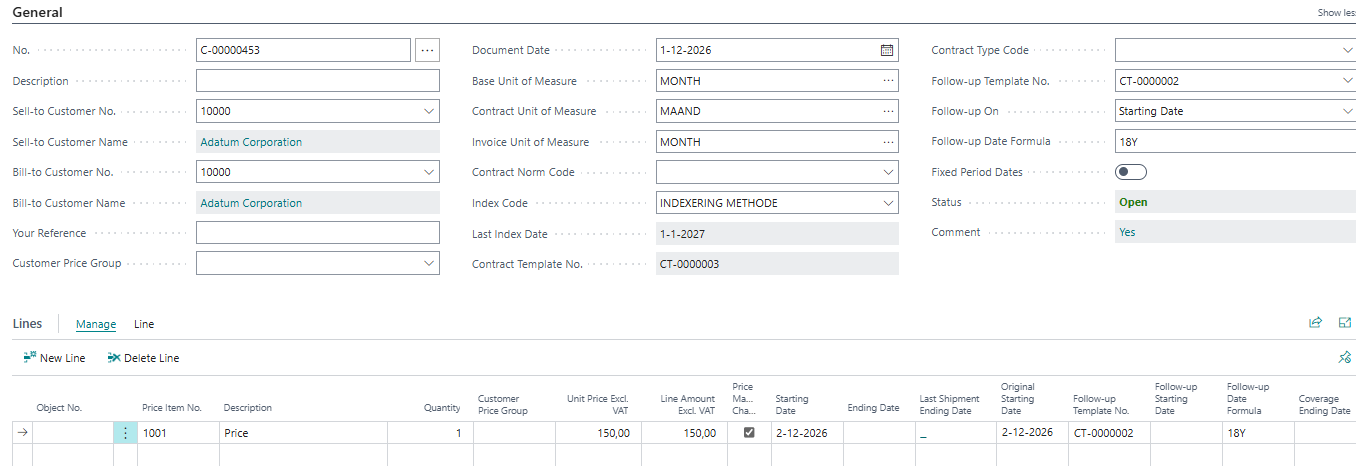 General
Show les
No. C-00000453 ...
Document Date 1-12-2026
Contract Type Code
Description
Base Unit of Measure MONTH ...
Follow-up Template No. CT-0000002
Sell-to Customer No. 10000
Contract Unit of Measure MAAND ...
Follow-up On Starting Date
Sell-to Customer Name Adatum Corporation
Invoice Unit of Measure MONTH ...
Follow-up Date Formula 18Y
Bill-to Customer No. 10000
Contract Norm Code
Fixed Period Dates
Bill-to Customer Name Adatum Corporation
Index Code INDEXERING METHODE
Status Open
Your Reference
Last Index Date 1-1-2027
Comment Yes
Customer Price Group
Contract Template No. CT-0000003
Lines Manage Line
New Line Delete Line
Object No. Price Item No. Description Quantity Customer Price Group Unit Price Excl. VAT Line Amount Excl. VAT Price Ma... Cha... Starting Date Ending Date Last Shipment Ending Date Original Starting Date Follow-up Template No. Follow-up Starting Date Follow-up Date Formula Coverage Ending Date
1001 Price 1 150,00 150,00 2-12-2026 _ 2-12-2026 CT-0000002 18Y